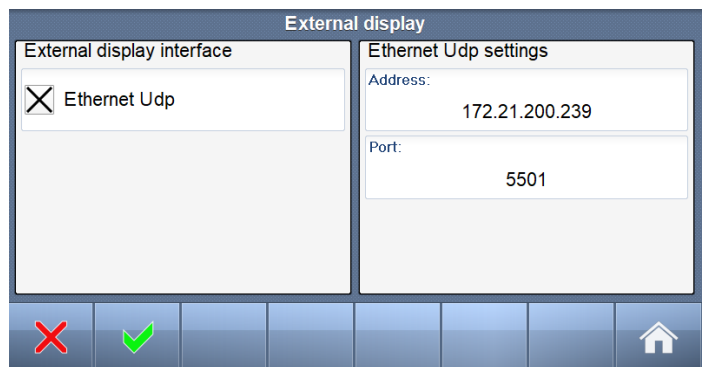 External display
External display interface
Ethernet Udp
Ethernet Udp settings
Address:
172.21.200.239
Port:
5501